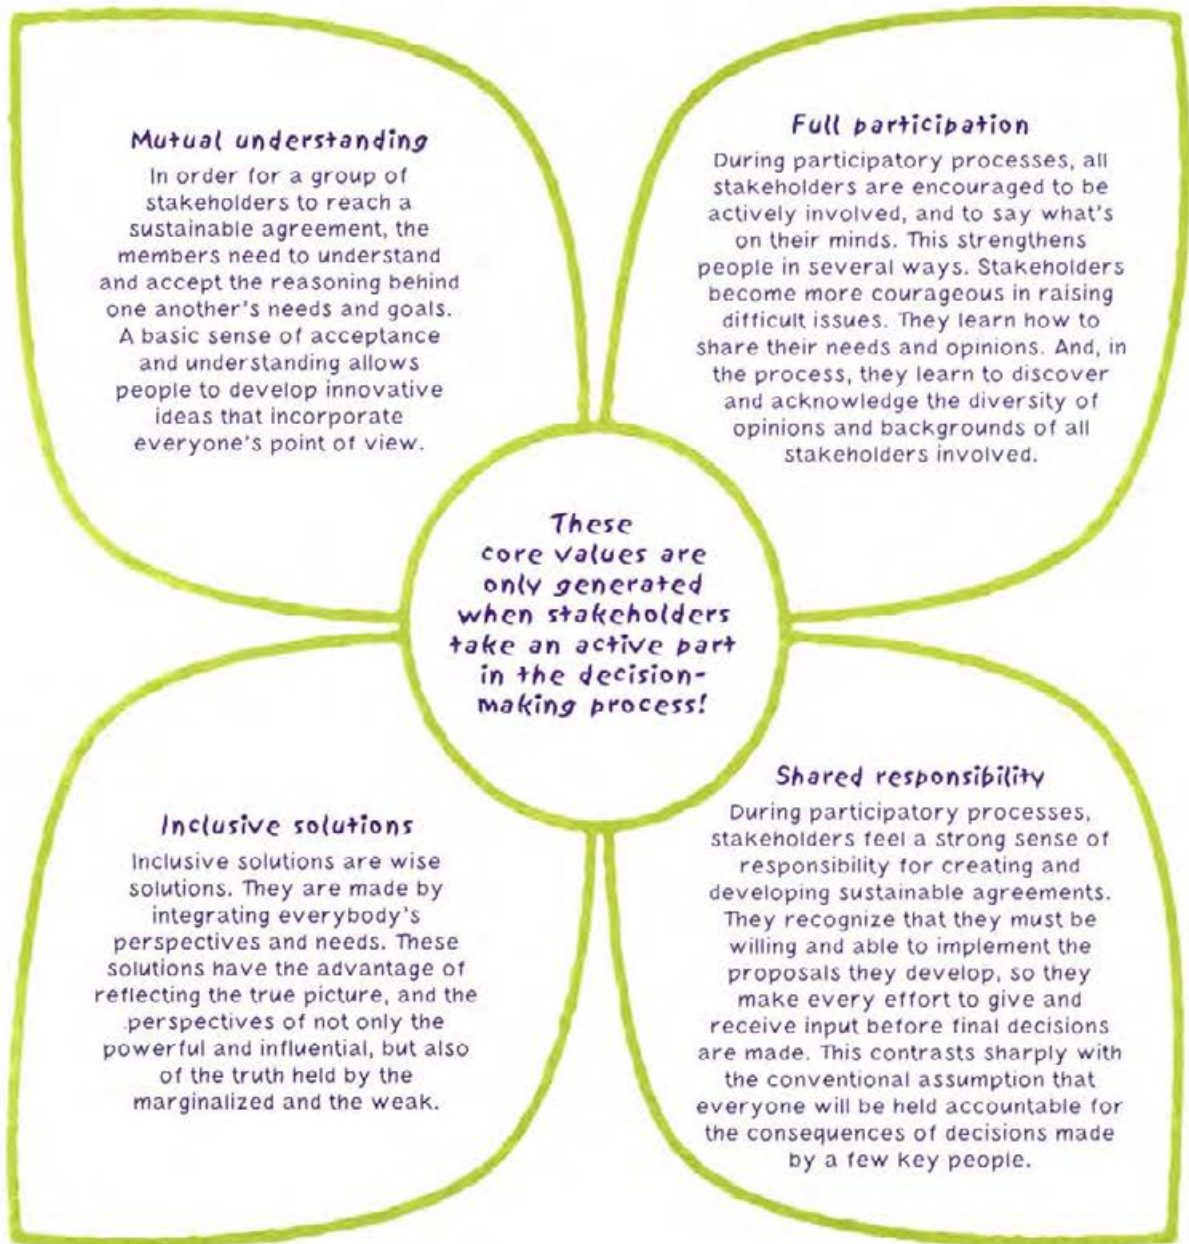 Mutual understanding
In order for a group of
stakeholders to reach a
sustainable agreement, the
members need to understand
and accept the reasoning behind
one another's needs and goals.
A basic sense of acceptance
and understanding allows
people to develop innovative
ideas that incorporate
everyone's point of view.
Full participation
During participatory processes, all
stakeholders are encouraged to be
actively involved, and to say what's
on their minds. This strengthens
people in several ways. Stakeholders
become more courageous in raising
difficult issues. They learn how to
share their needs and opinions. And, in
the process, they learn to discover
and acknowledge the diversity of
opinions and backgrounds of all
stakeholders involved.
These
core values are
only generated
when stakeholders
take an active part
in the decision-
making process!
Inclusive solutions
Inclusive solutions are wise
solutions. They are made by
integrating everybody's
perspectives and needs. These
solutions have the advantage of
reflecting the true picture, and the
perspectives of not only the
powerful and influential, but also
of the truth held by the
marginalized and the weak.
Shared responsibility
During participatory processes,
stakeholders feel a strong sense of
responsibility for creating and
developing sustainable agreements.
They recognize that they must be
willing and able to implement the
proposals they develop, so they
make every effort to give and
receive input before final decisions
are made. This contrasts sharply with
the conventional assumption that
everyone will be held accountable for
the consequences of decisions made
by a few key people.